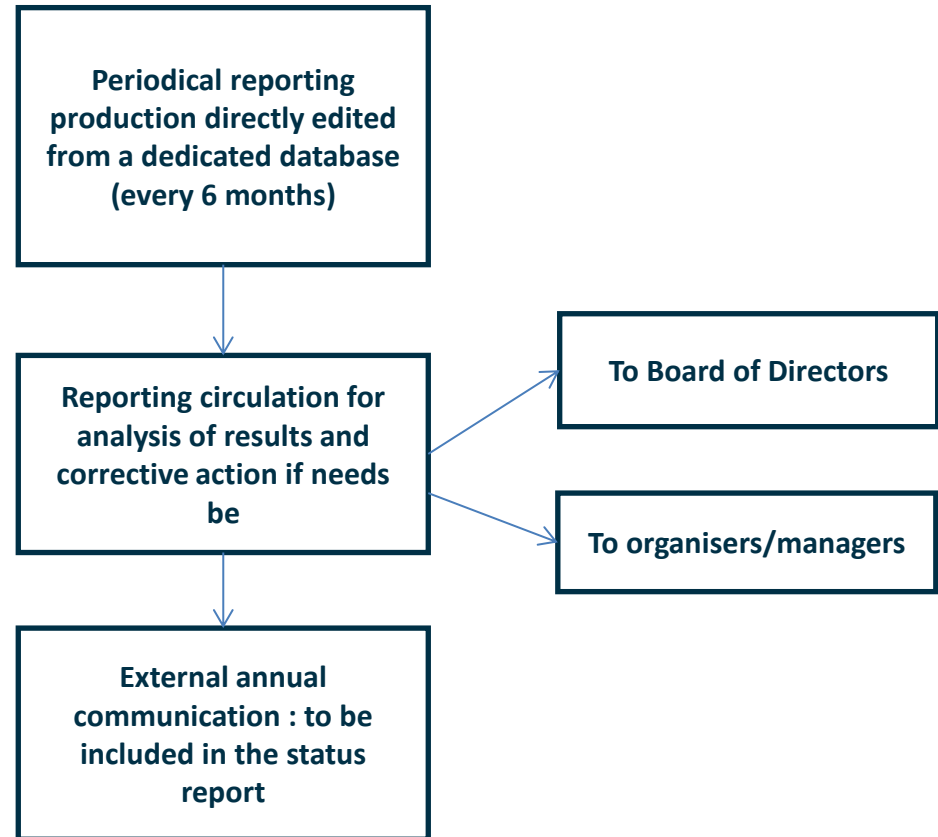 Periodical reporting
production directly edited
from a dedicated database
(every 6 months)
Reporting circulation for
analysis of results and
corrective action if needs
be
To Board of Directors
To organisers/managers
External annual
communication : to be
included in the status
report